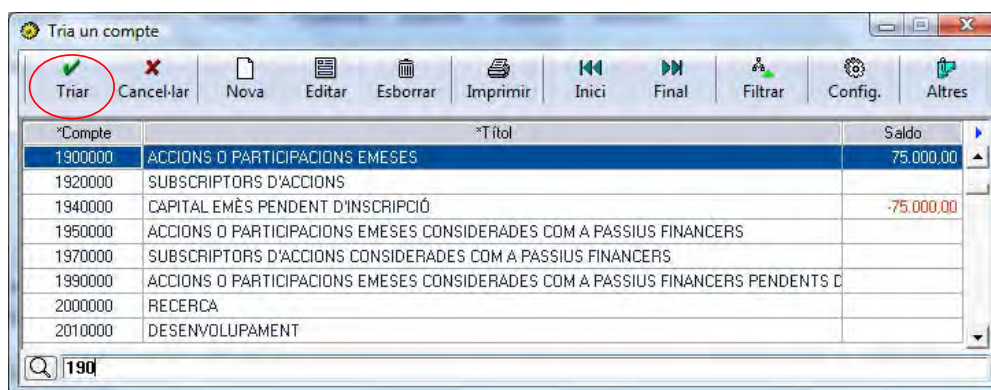 Tria un compte
Triar Cancel·lar Nova Editar Esborrar Imprimir Inici Final Filtrar Config. Altres
*Compte *Títol Saldo
1900000 ACCIONS O PARTICIPACIONS EMESES 75.000,00
1920000 SUBSCRIPTORS D'ACCIONS
1940000 CAPITAL EMÈS PENDENT D'INSCRIPCIÓ -75.000,00
1950000 ACCIONS O PARTICIPACIONS EMESES CONSIDERADES COM A PASSIUS FINANCERS
1970000 SUBSCRIPTORS D'ACCIONS CONSIDERADES COM A PASSIUS FINANCERS
1990000 ACCIONS O PARTICIPACIONS EMESES CONSIDERADES COM A PASSIUS FINANCERS PENDENTS D
2000000 RECERCA
2010000 DESENVOLUPAMENT
190